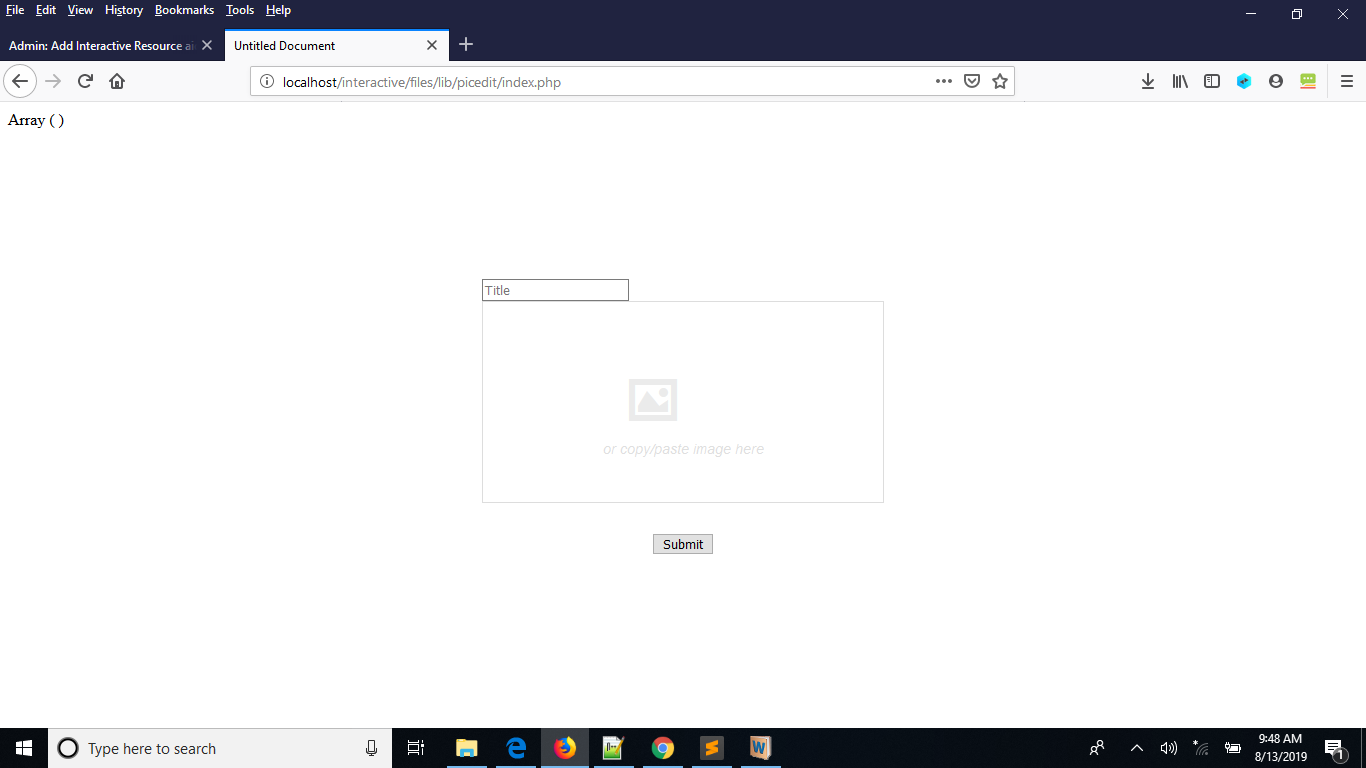 File Edit View History Bookmarks Tools Help
Admin: Add Interactive Resource
Untitled Document
localhost/interactive/files/lib/picedit/index.php
Array ( )
Title
or copy/paste image here
Submit
Type here to search
9:48 AM
8/13/2019
1